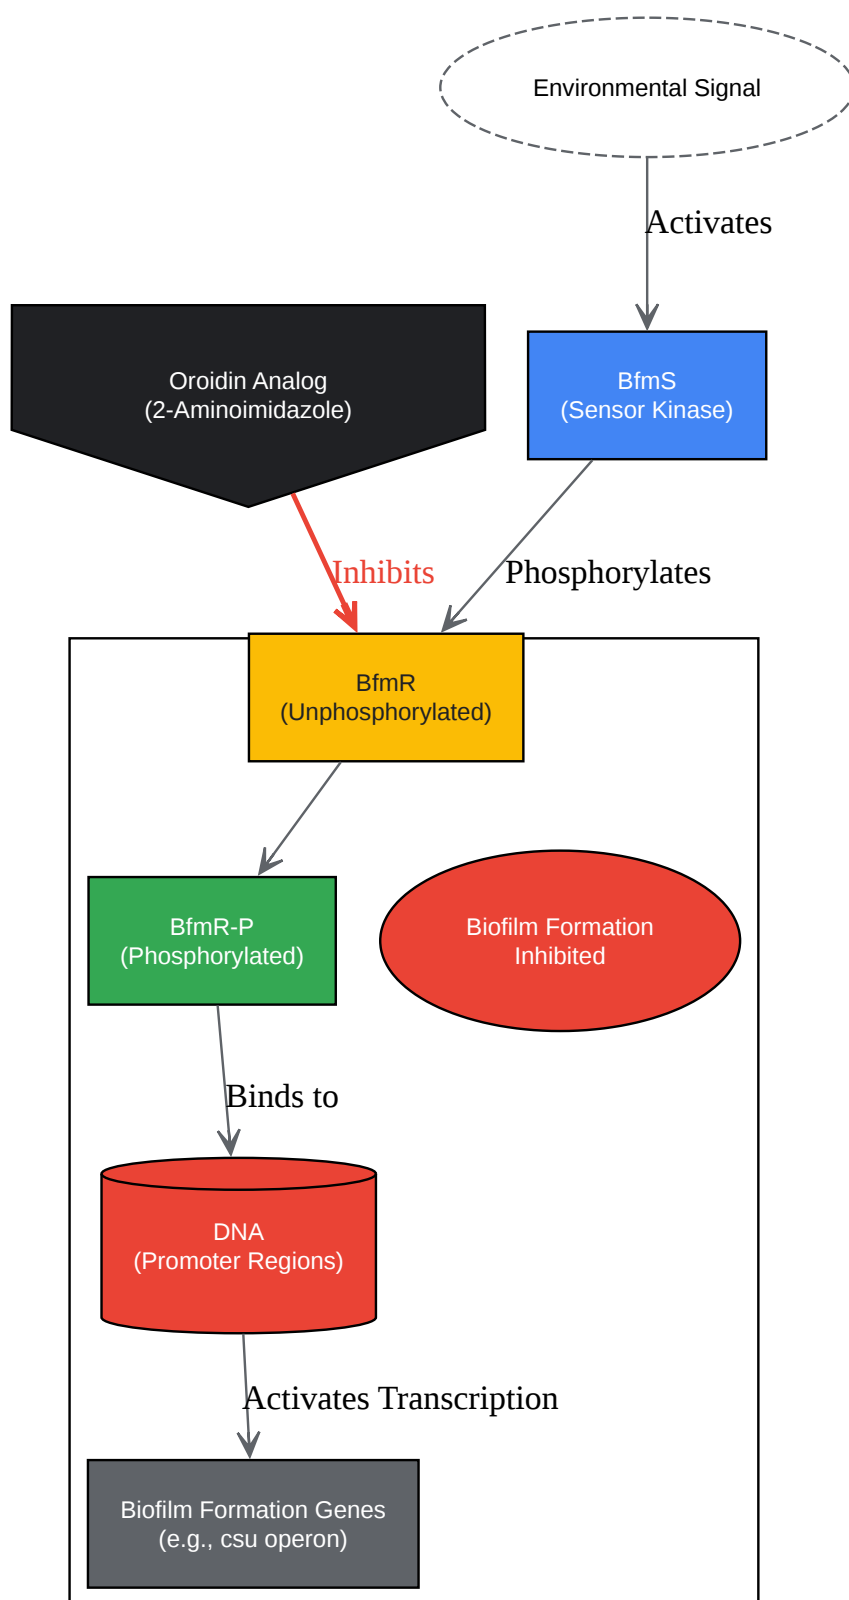 Environmental Signal
Activates
Oroidin Analog
(2-Aminoimidazole)
BfmS
(Sensor Kinase)
Inhibits
Phosphorylates
BfmR
(Unphosphorylated)
BfmR-P
(Phosphorylated)
Biofilm Formation
Inhibited
Binds to
DNA
(Promoter Regions)
Activates Transcription
Biofilm Formation Genes
(e.g., csu operon)